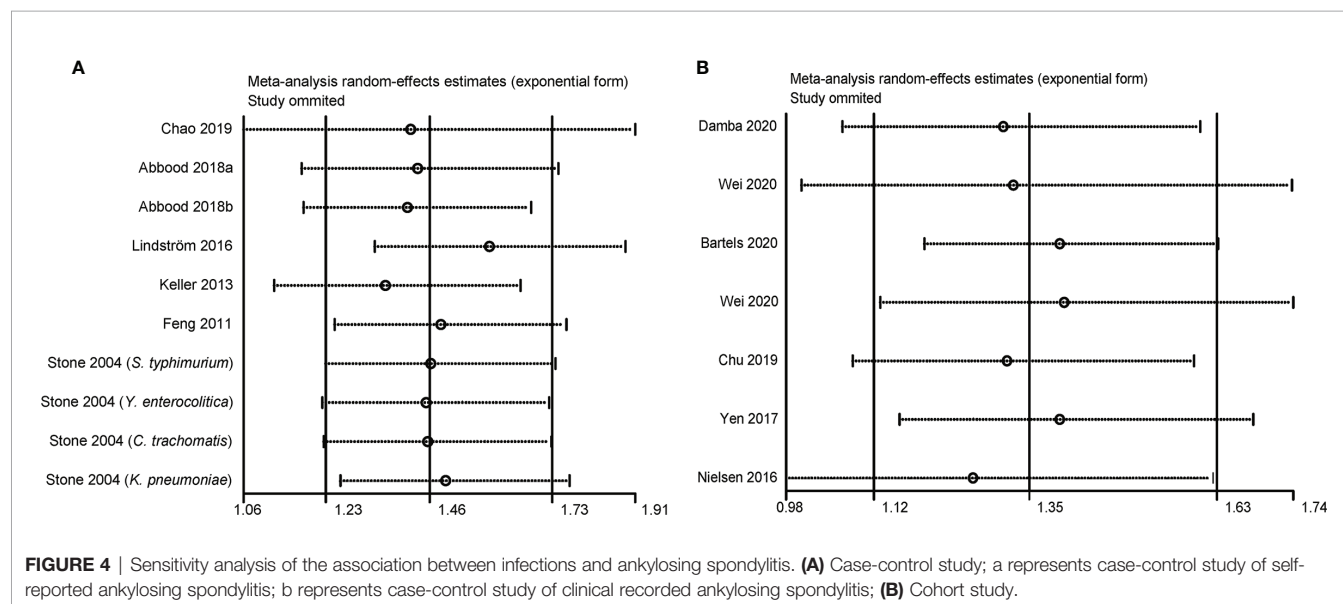 A
Meta-analysis random-effects estimates (exponential form)
Study ommited
Chao 2019
Abbood 2018a
Abbood 2018b
Lindström 2016
Keller 2013
Feng 2011
Stone 2004 (S. typhimurium)
Stone 2004 (Y. enterocolitica)
Stone 2004 (C. trachomatis)
Stone 2004 (K. pneumoniae)
1.06 1.23 1.46 1.73 1.91
B
Meta-analysis random-effects estimates (exponential form)
Study ommited
Damba 2020
Wei 2020
Bartels 2020
Wei 2020
Chu 2019
Yen 2017
Nielsen 2016
0.98 1.12 1.35 1.63 1.74
FIGURE 4 | Sensitivity analysis of the association between infections and ankylosing spondylitis. (A) Case-control study; a represents case-control study of self-
reported ankylosing spondylitis; b represents case-control study of clinical recorded ankylosing spondylitis; (B) Cohort study.